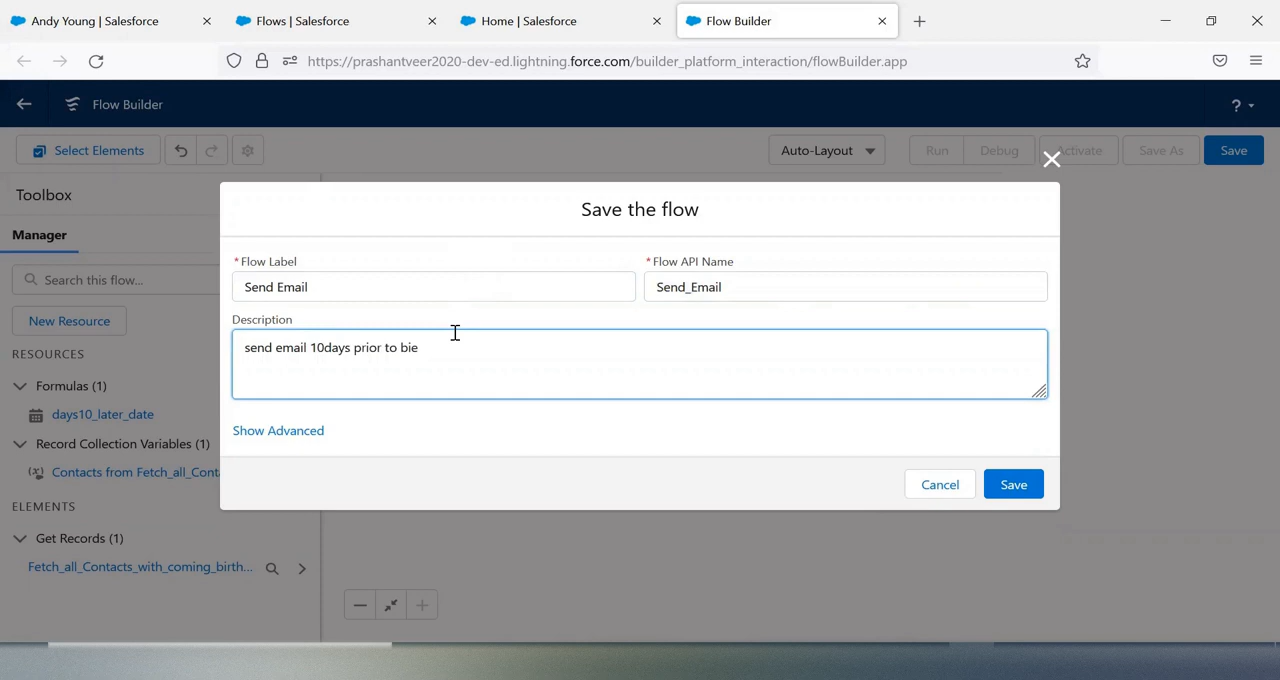 Andy Young | Salesforce
Flows | Salesforce
Home | Salesforce
Flow Builder
https://prashantveer2020-dev-ed.lightning.force.com/builder_platform_interaction/flowBuilder.app
Flow Builder
?
Select Elements
Auto-Layout
Run
Debug
Activate
Save As
Save
Toolbox
Manager
Search this flow...
New Resource
RESOURCES
Formulas (1)
days10_later_date
Record Collection Variables (1)
Contacts from Fetch_all_Conta
ELEMENTS
Get Records (1)
Fetch_all_Contacts_with_coming_birth...
Save the flow
* Flow Label
* Flow API Name
Send Email
Send_Email
Description
send email 10days prior to bie
Show Advanced
Cancel
Save